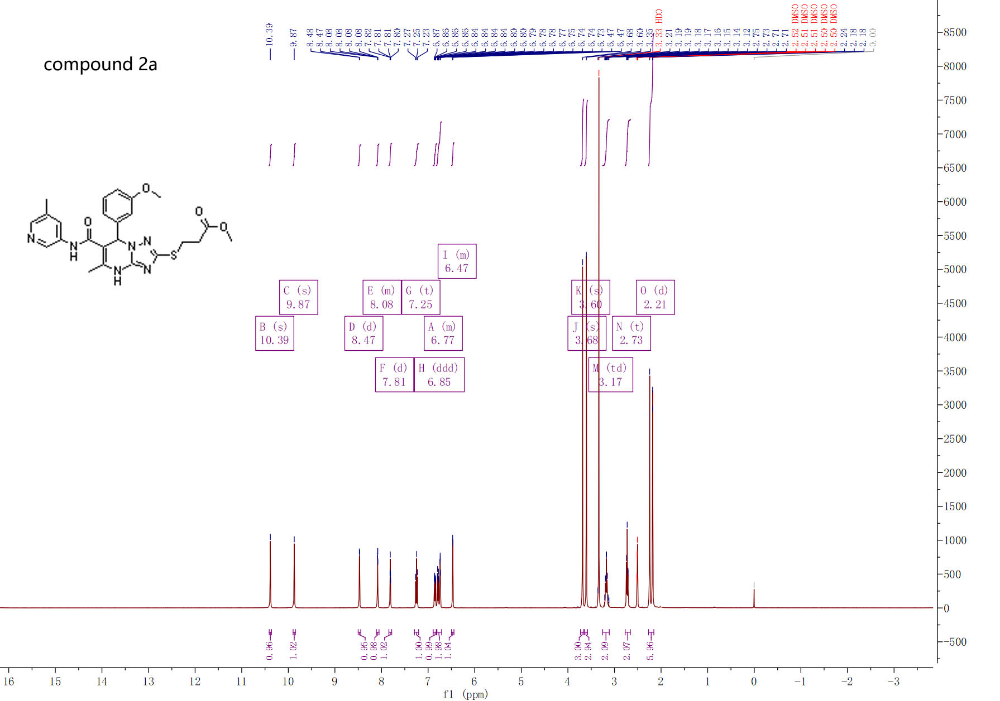 10.39
9.87
8.48
8.47
8.08
8.08
8.08
8.08
7.82
7.81
7.81
7.80
7.27
7.25
7.23
6.87
6.86
6.86
6.86
6.84
6.84
6.84
6.84
6.80
6.80
6.79
6.78
6.78
6.77
6.75
6.74
6.74
6.73
6.47
6.47
3.68
3.60
3.35
3.33 HDO
3.21
3.19
3.19
3.18
3.17
3.16
3.15
3.14
3.12
2.75
2.73
2.71
2.71
2.52 DMSO
2.51 DMSO
2.51 DMSO
2.50 DMSO
2.50 DMSO
2.24
2.18
2.18
0.00
compound 2a
O
O
O
O
N
N
H
N
N
N
N
H
S
I (m)
6.47
C (s)
9.87
E (m)
8.08
G (t)
7.25
K (s)
3.60
O (d)
2.21
B (s)
10.39
D (d)
8.47
A (m)
6.77
J (s)
3.68
N (t)
2.73
F (d)
7.81
H (ddd)
6.85
M (td)
3.17
8500
8000
7500
7000
6500
6000
5500
5000
4500
4000
3500
3000
2500
2000
1500
1000
500
0
-500
0.96
1.02
0.95
0.98
1.02
1.00
0.99
1.98
1.04
3.00
2.94
2.09
2.07
5.96
16 15 14 13 12 11 10 9 8 7 6 5 4 3 2 1 0 -1 -2 -3
f1 (ppm)